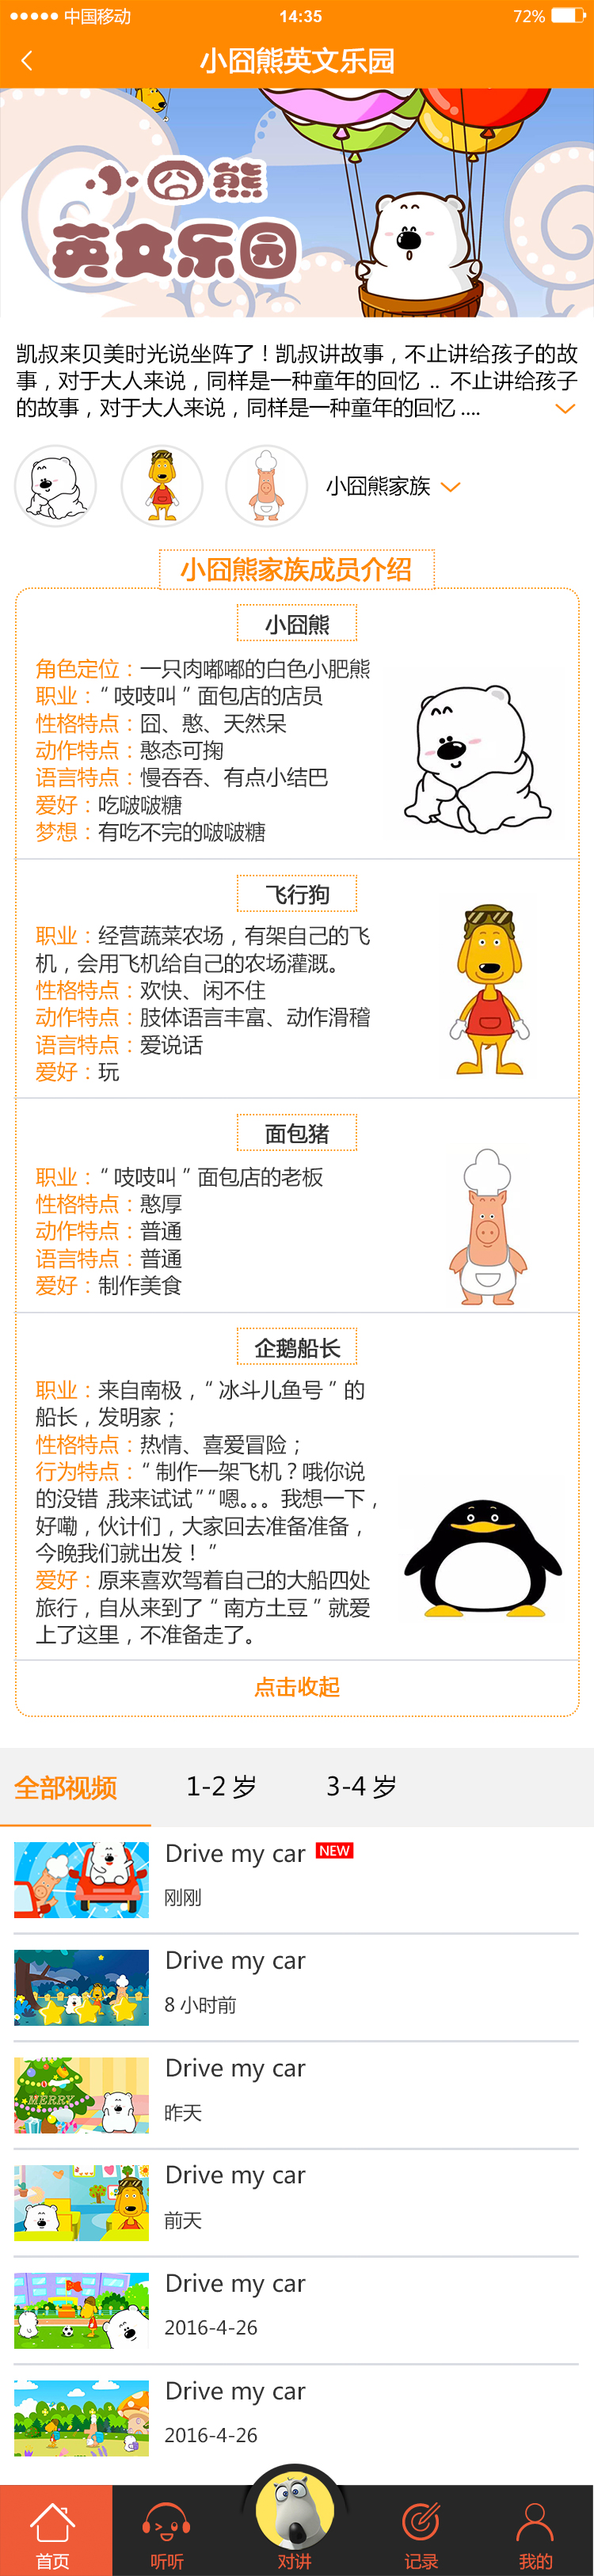 中国移动 14:35 72%
小囧熊英文乐园
小囧熊
英文乐园
凯叔来贝美时光说坐阵了！凯叔讲故事，不止讲给孩子的故
事，对于大人来说，同样是一种童年的回忆 .. 不止讲给孩子
的故事，对于大人来说，同样是一种童年的回忆 ....
小囧熊家族
小囧熊家族成员介绍
小囧熊
角色定位：一只肉嘟嘟的白色小肥熊
职业：“ 吱吱叫 ” 面包店的店员
性格特点：囧、憨、天然呆
动作特点：憨态可掬
语言特点：慢吞吞、有点小结巴
爱好：吃啵啵糖
梦想：有吃不完的啵啵糖
飞行狗
职业：经营蔬菜农场，有架自己的飞
机，会用飞机给自己的农场灌溉。
性格特点：欢快、闲不住
动作特点：肢体语言丰富、动作滑稽
语言特点：爱说话
爱好：玩
面包猪
职业：“ 吱吱叫 ” 面包店的老板
性格特点：憨厚
动作特点：普通
语言特点：普通
爱好：制作美食
企鹅船长
职业：来自南极，“ 冰斗儿鱼号 ” 的
船长，发明家；
性格特点：热情、喜爱冒险；
行为特点：“ 制作一架飞机？哦你说
的没错 ,我来试试 ” “ 嗯。。。我想一下，
好嘞，伙计们，大家回去准备准备，
今晚我们就出发！”
爱好：原来喜欢驾着自己的大船四处
旅行，自从来到了 “ 南方土豆 ” 就爱
上了这里，不准备走了。
点击收起
全部视频 1-2 岁 3-4 岁
Drive my car NEW
刚刚
Drive my car
8 小时前
MERRY
Drive my car
昨天
Drive my car
前天
Drive my car
2016-4-26
Drive my car
2016-4-26
首页 听听 对讲 记录 我的